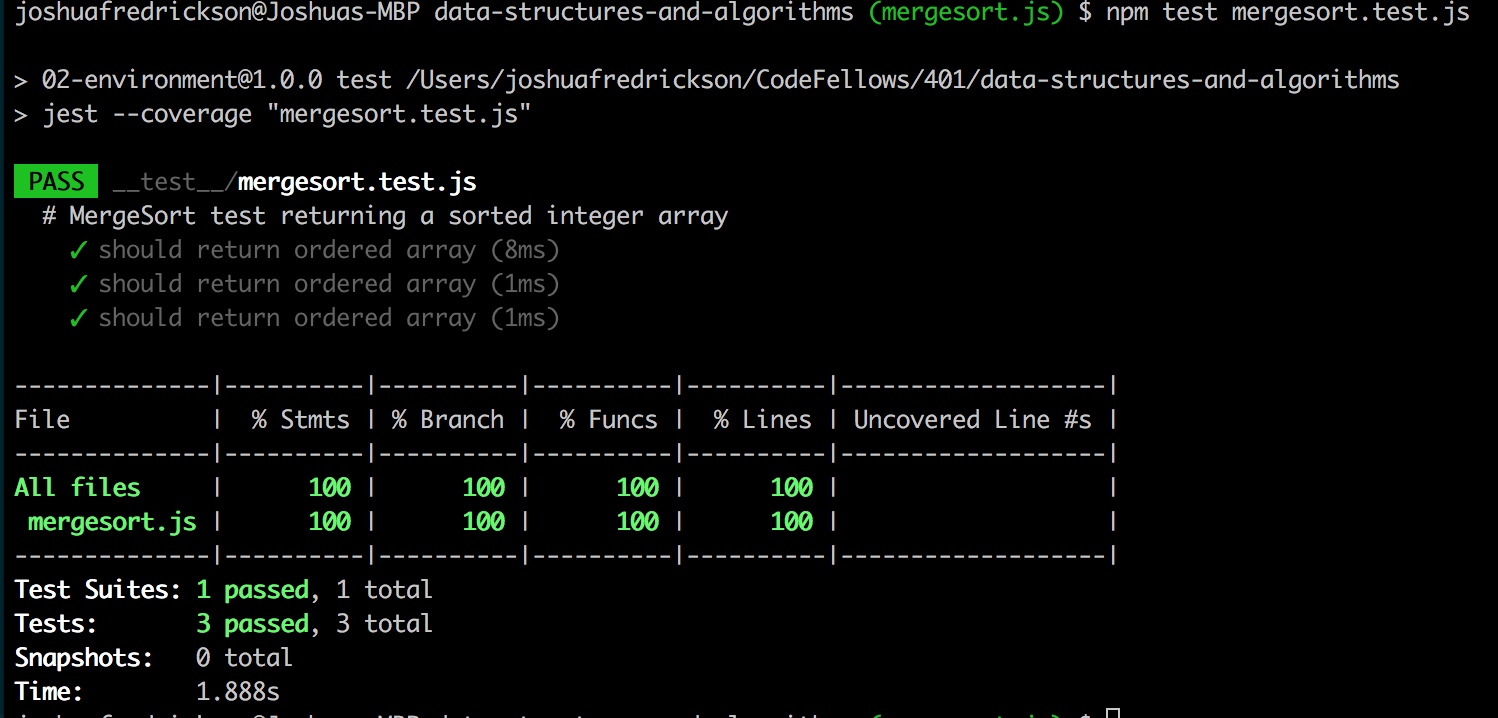 joshuafredrickson@Joshuas-MBP data-structures-and-algorithms (mergesort.js) $ npm test mergesort.test.js
> 02-environment@1.0.0 test /Users/joshuafredrickson/CodeFellows/401/data-structures-and-algorithms
> jest --coverage "mergesort.test.js"
PASS __test__/mergesort.test.js
# MergeSort test returning a sorted integer array
✓ should return ordered array (8ms)
✓ should return ordered array (1ms)
✓ should return ordered array (1ms)
--------------|----------|----------|----------|----------|-------------------|
File          |  % Stmts | % Branch |  % Funcs |  % Lines | Uncovered Line #s |
--------------|----------|----------|----------|----------|-------------------|
All files     |      100 |      100 |      100 |      100 |                   |
 mergesort.js |      100 |      100 |      100 |      100 |                   |
--------------|----------|----------|----------|----------|-------------------|
Test Suites: 1 passed, 1 total
Tests:       3 passed, 3 total
Snapshots:   0 total
Time:        1.888s